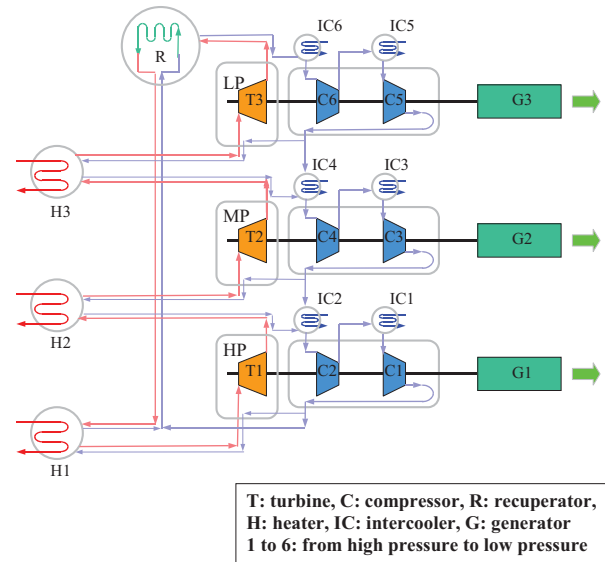 IC6
IC5
R
LP
T3
C6
C5
G3
H3
IC4
IC3
MP
T2
C4
C3
G2
H2
IC2
IC1
HP
T1
C2
C1
G1
H1
T: turbine, C: compressor, R: recuperator,
H: heater, IC: intercooler, G: generator
1 to 6: from high pressure to low pressure